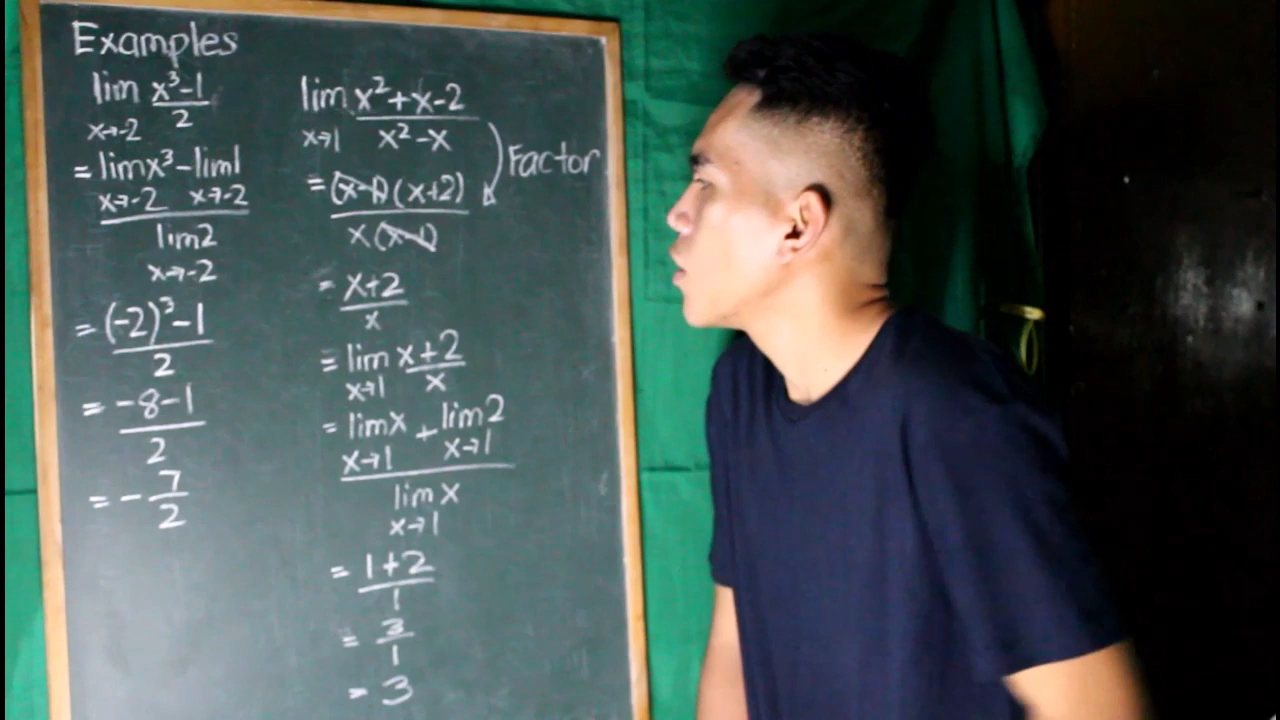 Examples
lim x³-1
x→-2 2
= lim x³ - lim 1
x→-2 x→-2
lim 2
x→-2
= (-2)³-1
2
= -8-1
2
= - 7
2
lim x²+x-2
x→1 x²-x
Factor
= (x-1)(x+2)
x(x-1)
= x+2
x
= lim x+2
x→1 x
= lim x + lim 2
x→1 x→1
lim x
x→1
= 1+2
1
= 3
1
= 3